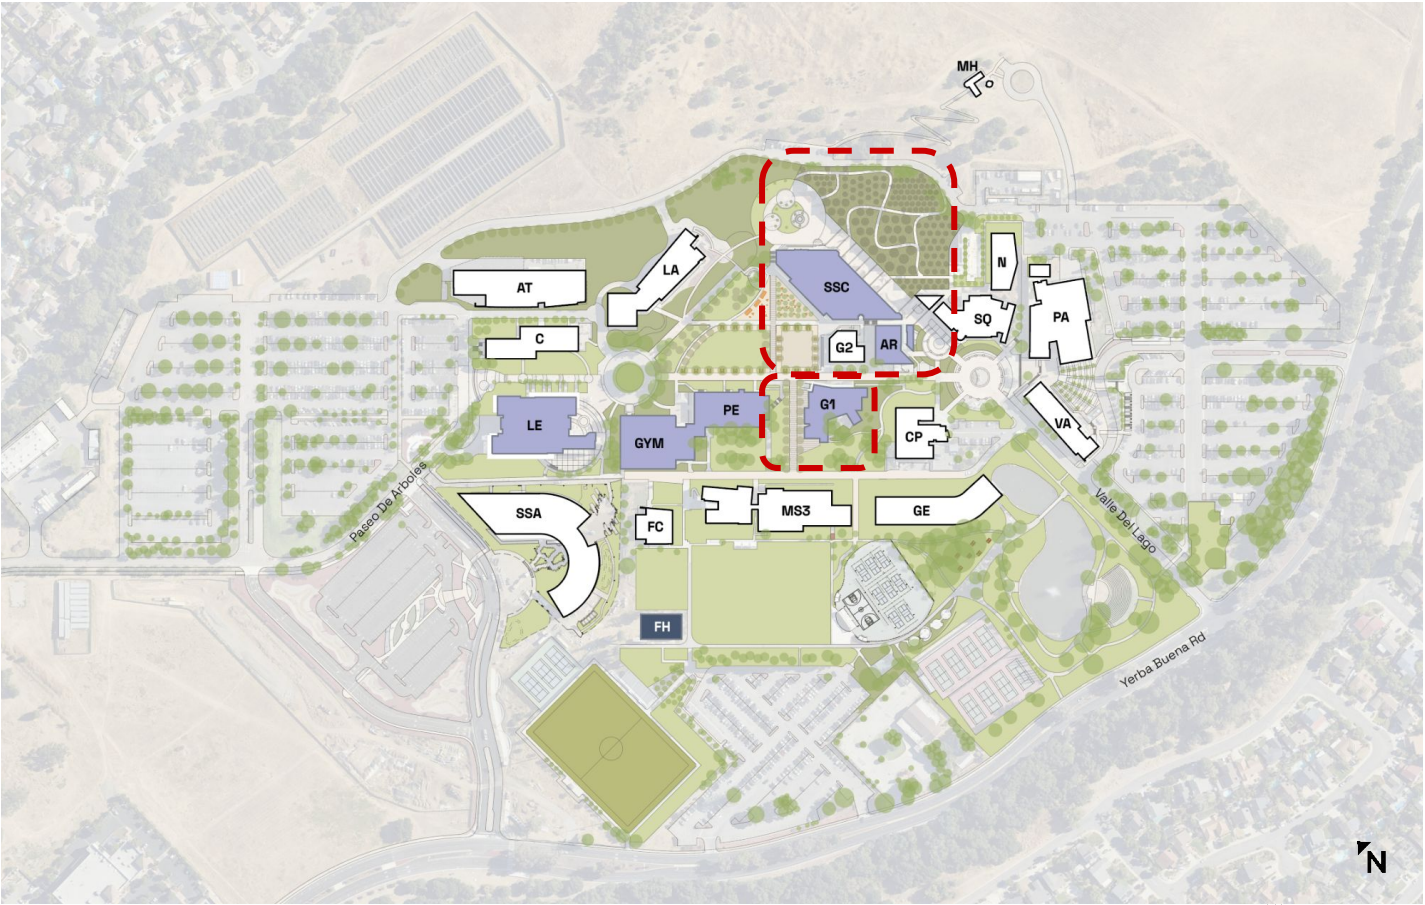 MH
LA
N
AT
SSC
SQ
PA
C
G2
AR
PE
G1
LE
GYM
CP
VA
Paseo De Arboles
SSA
FC
MS3
GE
Valle Del Lago
FH
Yerba Buena Rd
N